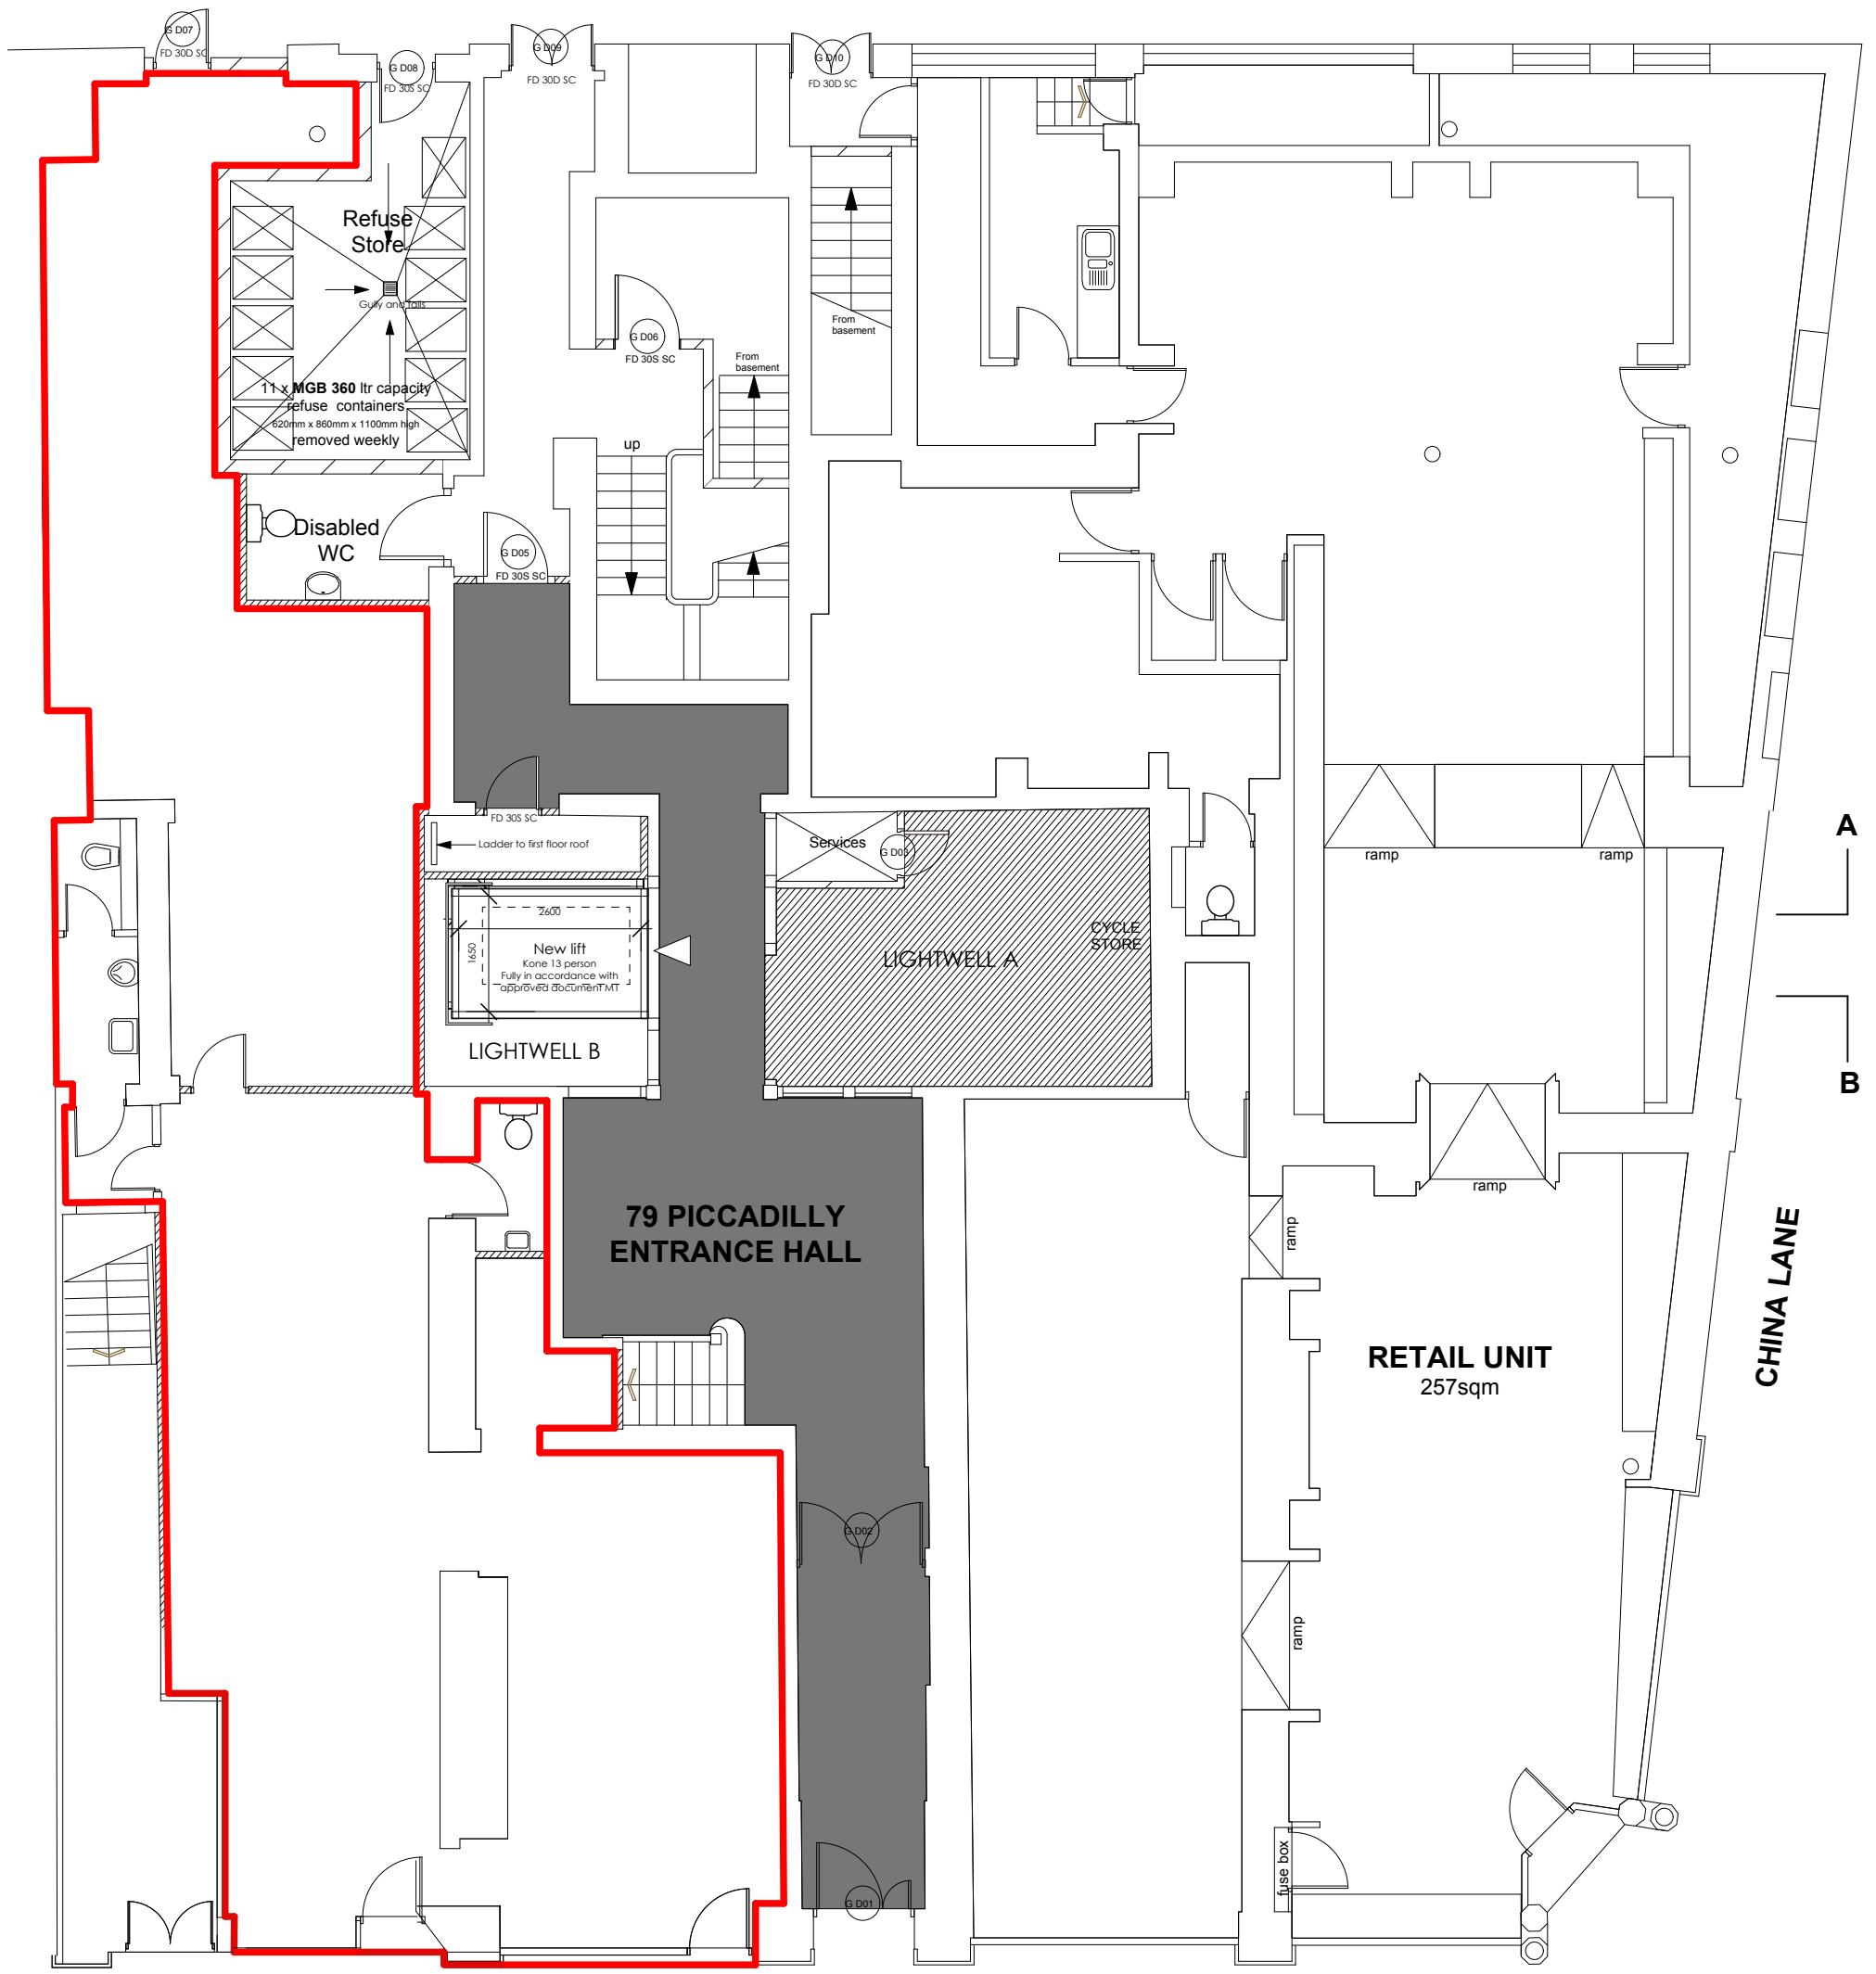 G D07
FD 30D SC
G D08
FD 30S SC
G D09
FD 30D SC
G D10
FD 30D SC
Refuse
Store
Gully and falls
11 x MGB 360 ltr capacity
refuse containers
620mm x 860mm x 1100mm high
removed weekly
G D06
FD 30S SC
From
basement
From
basement
up
Disabled
WC
G D05
FD 30S SC
FD 30S SC
Ladder to first floor roof
Services
G D03
ramp
ramp
A
2600
1650
New lift
Kone 13 person
Fully in accordance with
approved document MT
CYCLE
STORE
LIGHTWELL A
LIGHTWELL B
B
ramp
79 PICCADILLY
ENTRANCE HALL
ramp
CHINA LANE
RETAIL UNIT
257sqm
G D02
ramp
fuse box
G D01